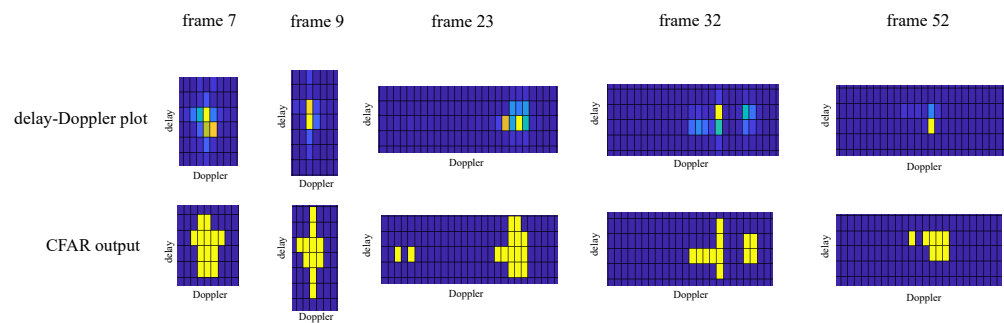 frame 7 frame 9 frame 23 frame 32 frame 52
delay-Doppler plot
delay delay delay delay delay
Doppler Doppler Doppler Doppler Doppler
CFAR output
delay delay delay delay delay
Doppler Doppler Doppler Doppler Doppler